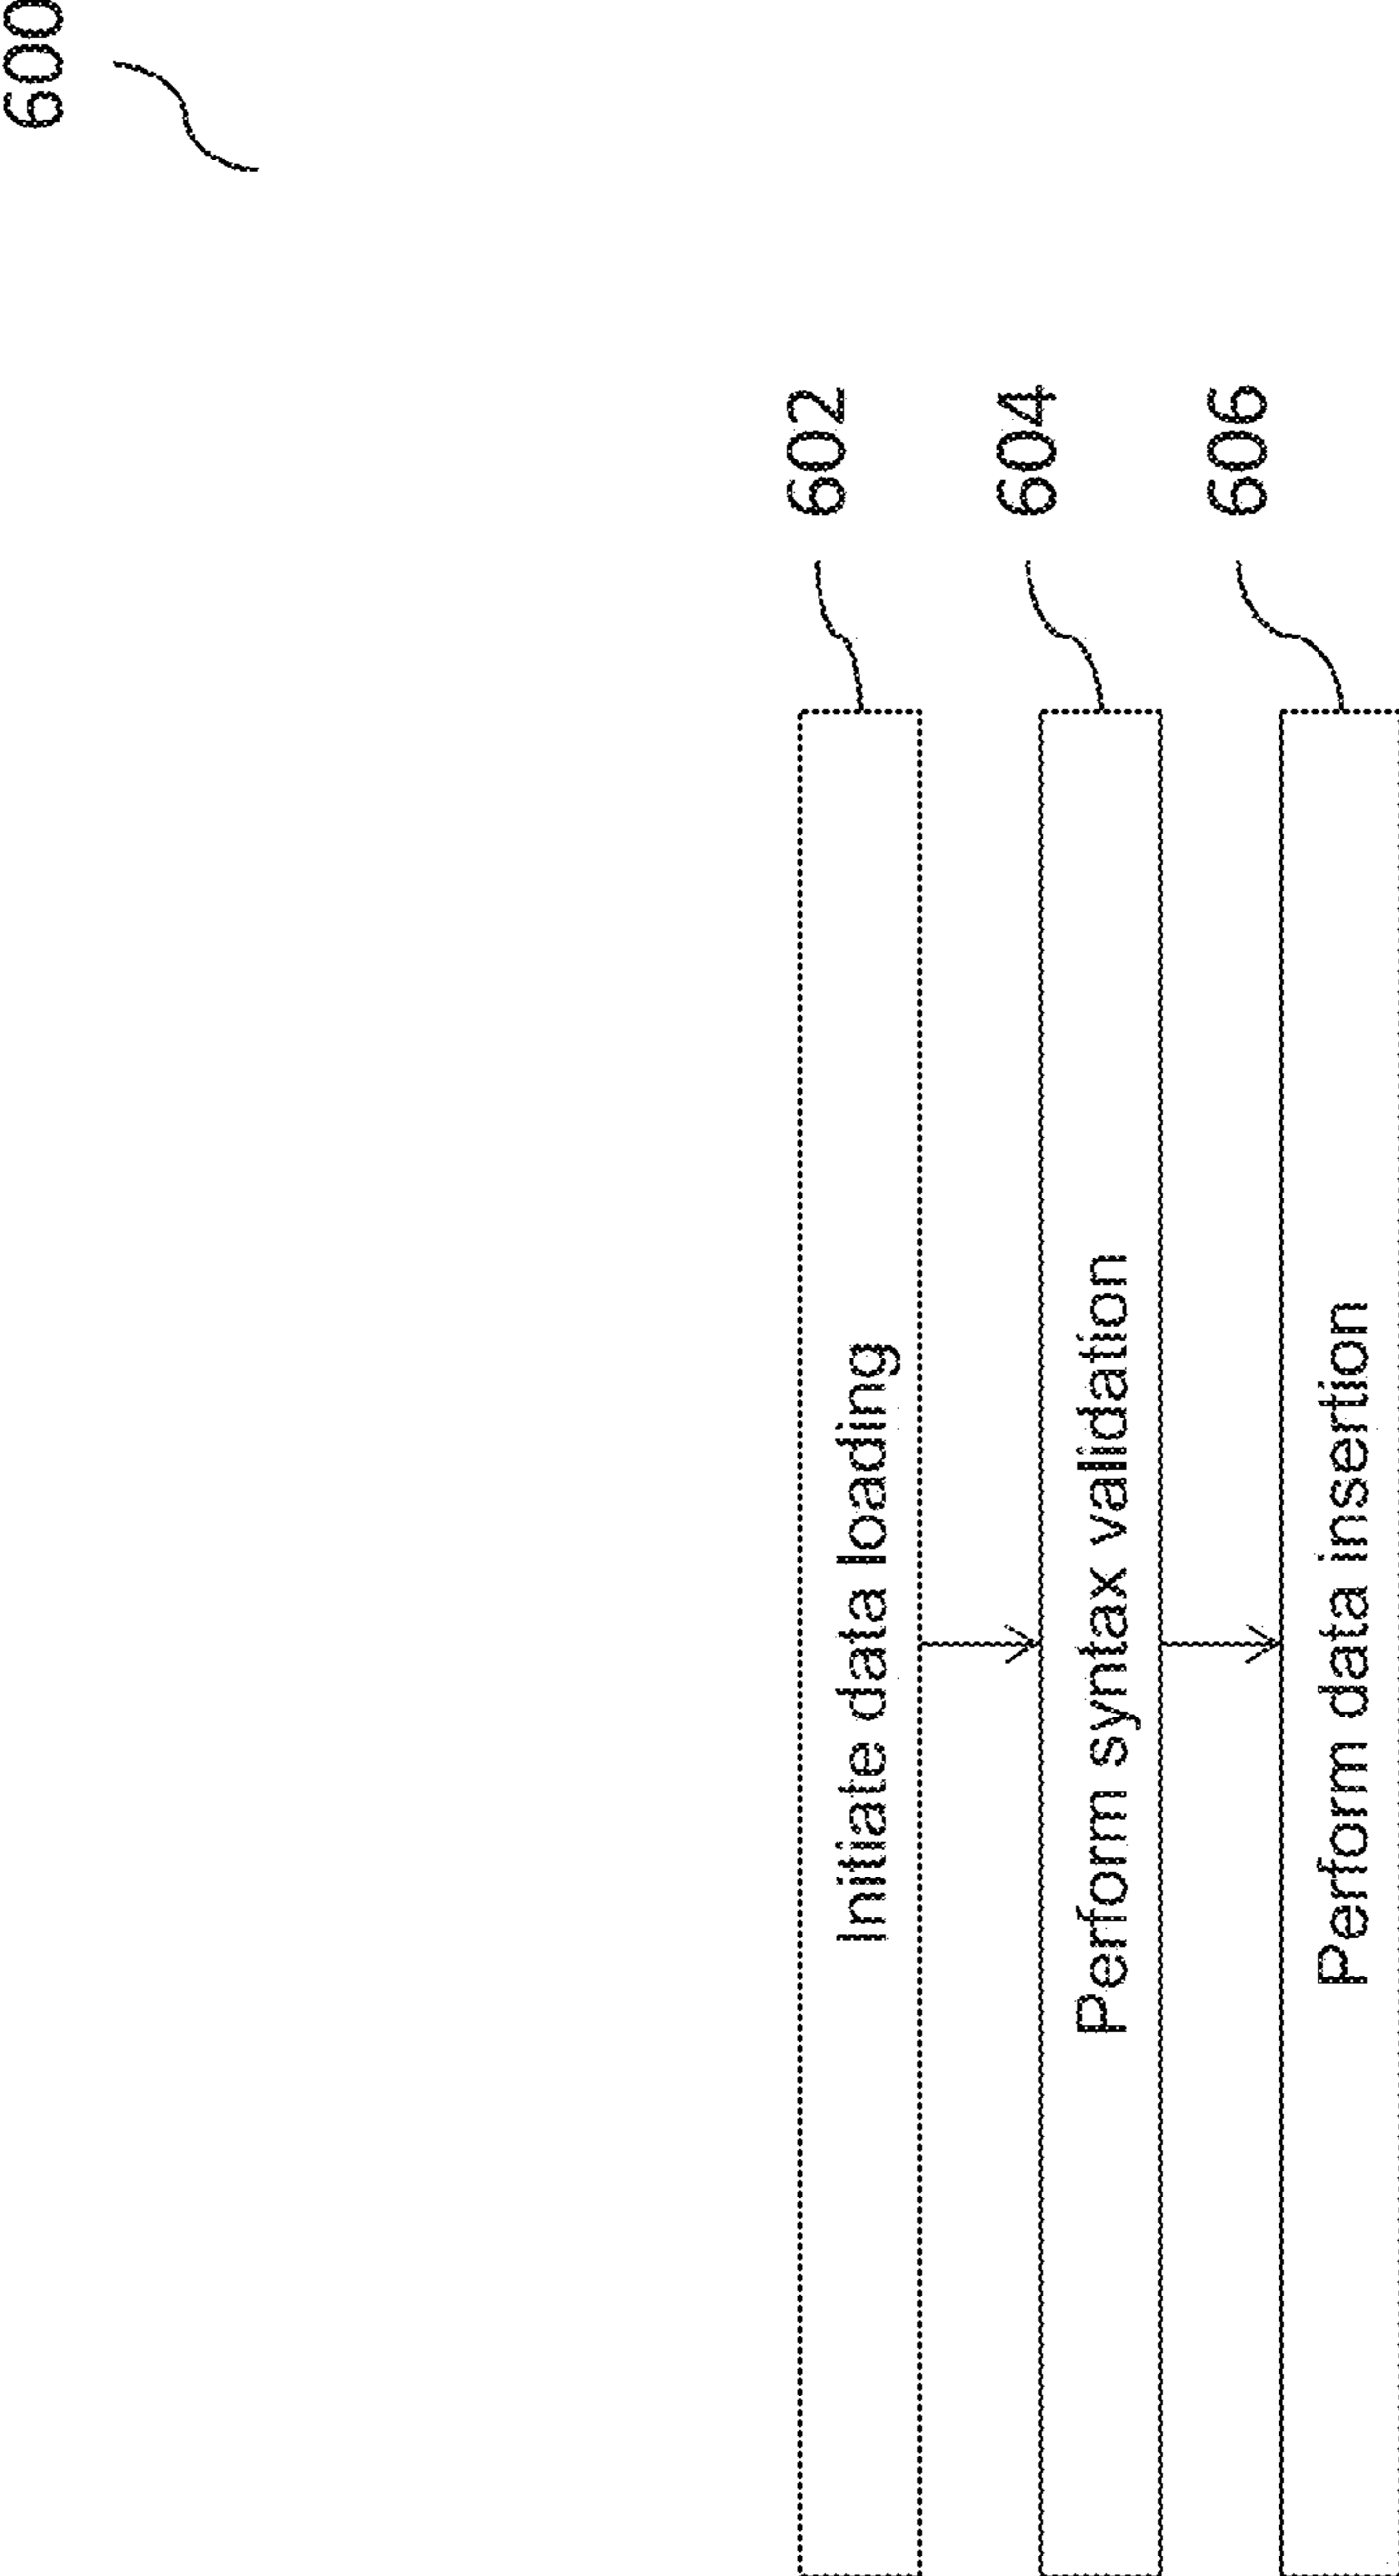 600
Initiate data loading
602
Perform syntax validation
604
Perform data insertion
606